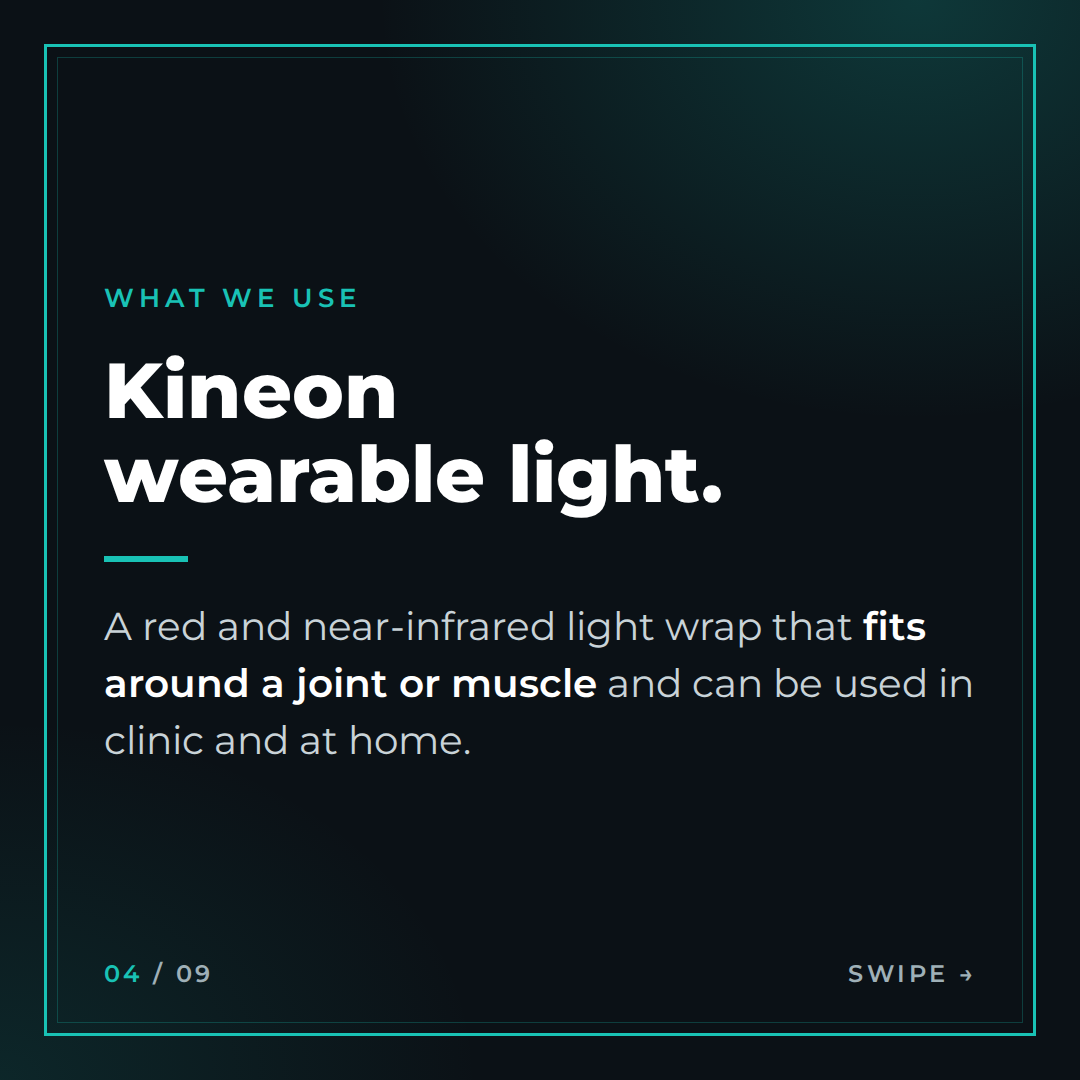 WHAT WE USE
Kineon
wearable light.
A red and near-infrared light wrap that fits
around a joint or muscle and can be used in
clinic and at home.
04 / 09
SWIPE →